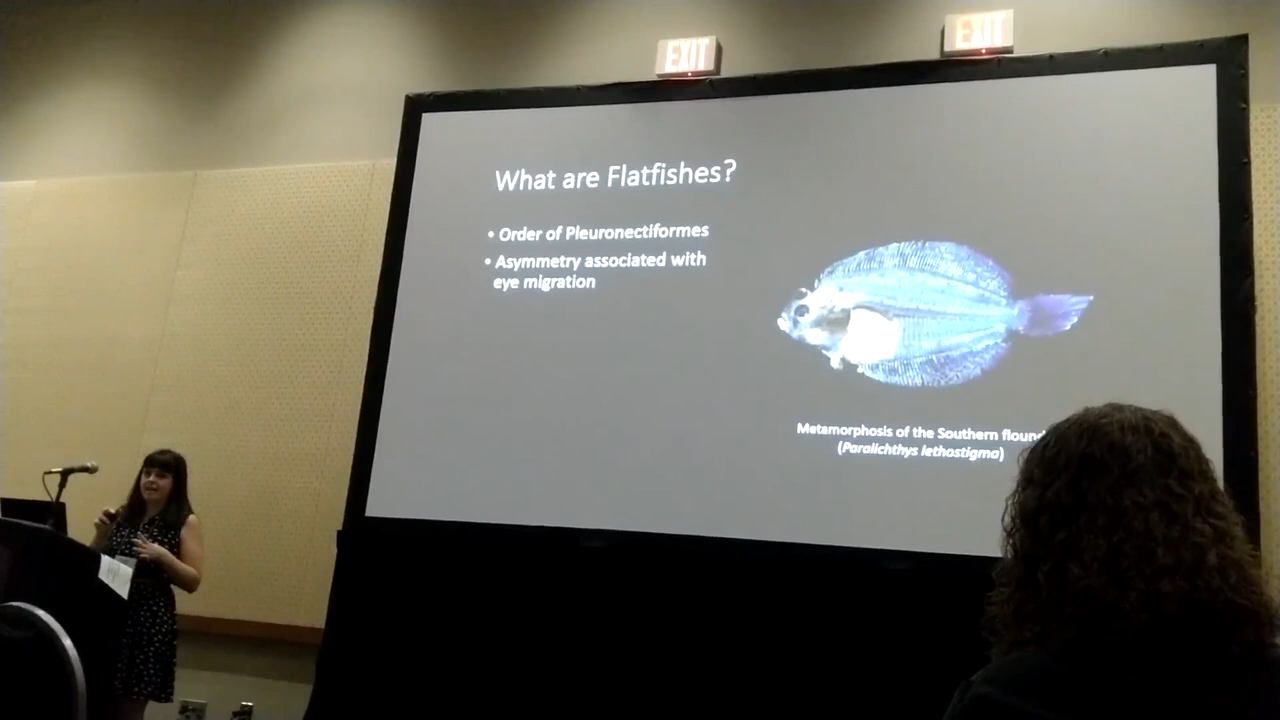 EXIT
EXIT
What are Flatfishes?
• Order of Pleuronectiformes
• Asymmetry associated with
eye migration
Metamorphosis of the Southern
(Paralichthys lethostigma)